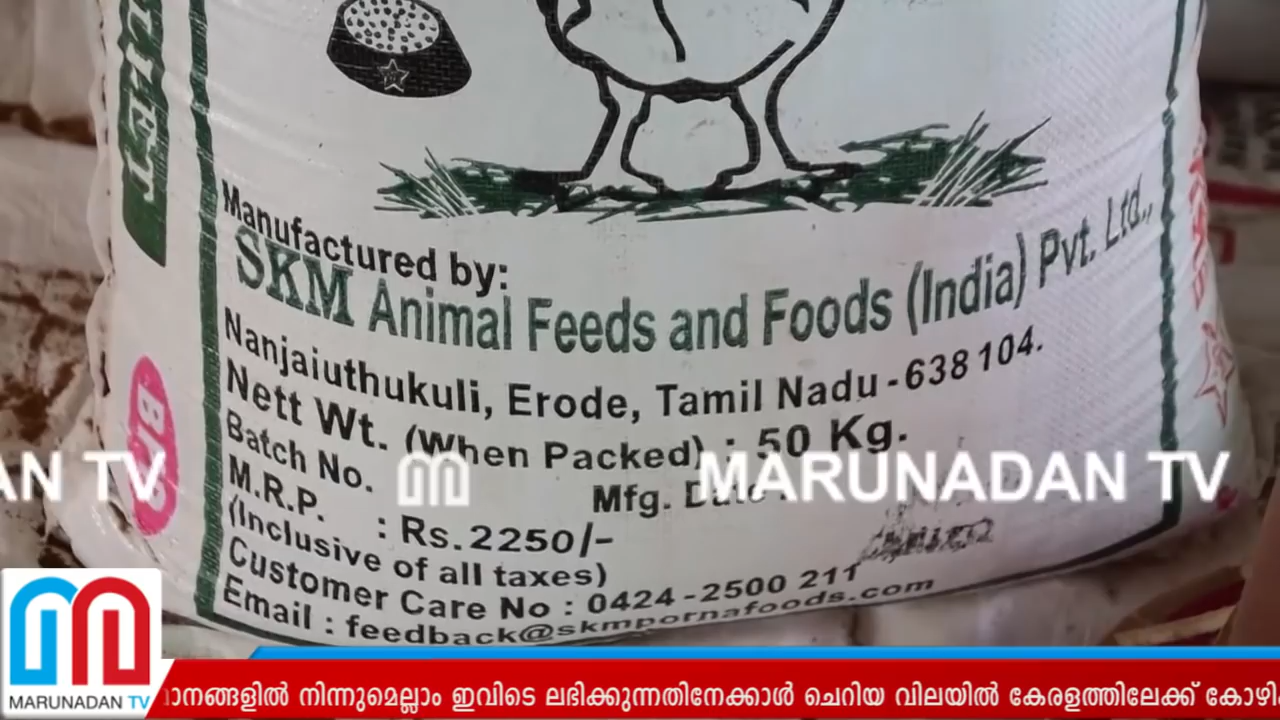 Manufactured by:
SKM Animal Feeds and Foods (India) Pvt. Ltd.,
Nanjaiuthukuli, Erode, Tamil Nadu - 638 104.
Nett Wt. (When Packed) : 50 Kg.
Batch No.
Mfg. Date :
M.R.P. : Rs. 2250/-
(Inclusive of all taxes)
Customer Care No : 0424 - 2500 211
Email : feedback@skmpornafoods.com
AN TV
MARUNADAN TV
MARUNADAN TV
നിന്നുമെല്ലാം ഇവിടെ ലഭിക്കുന്നതിനേക്കാൾ ചെറിയ വിലയിൽ കേരളത്തിലേക്ക് കോഴി